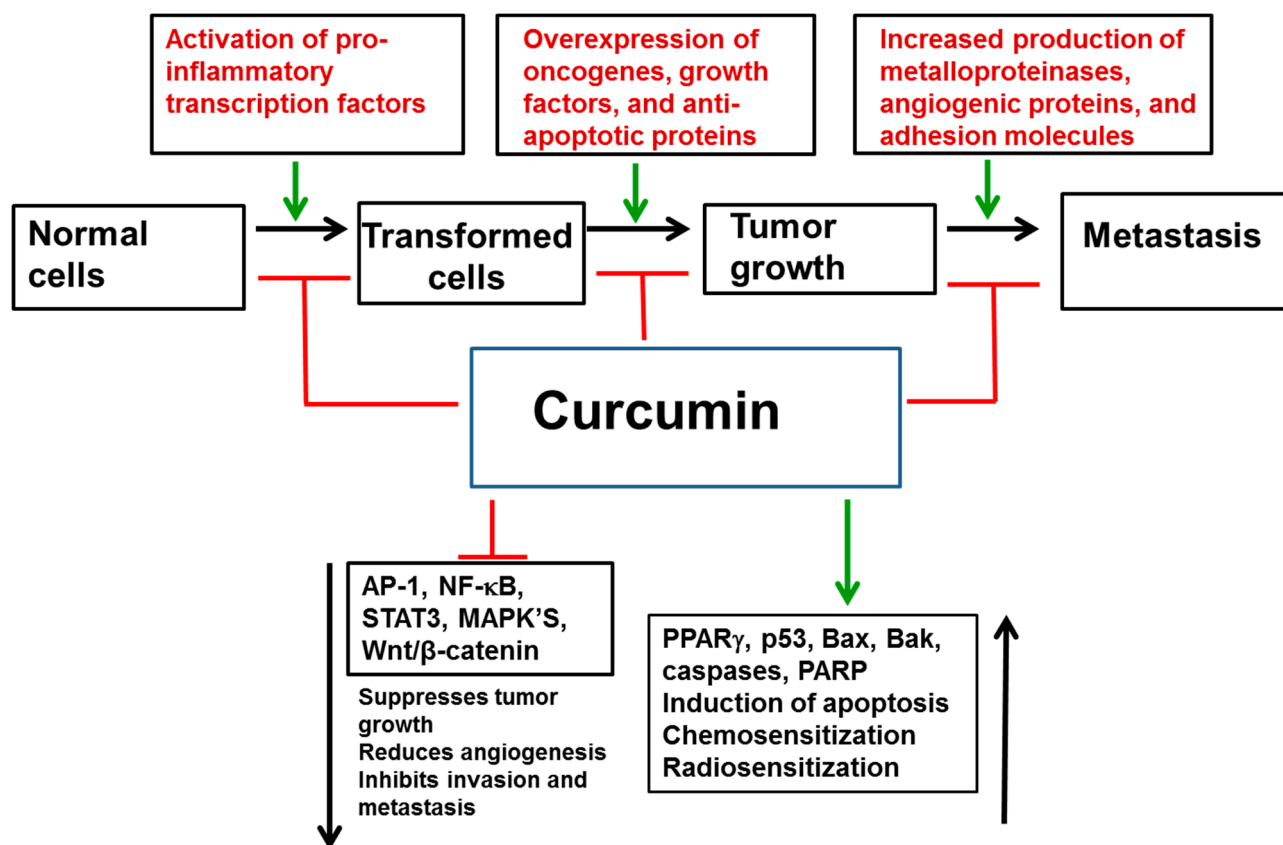 Activation of pro-
inflammatory
transcription factors
Overexpression of
oncogenes, growth
factors, and anti-
apoptotic proteins
Increased production of
metalloproteinases,
angiogenic proteins, and
adhesion molecules
Normal
cells
Transformed
cells
Tumor
growth
Metastasis
Curcumin
AP-1, NF-κB,
STAT3, MAPK’S,
Wnt/β-catenin
Suppresses tumor
growth
Reduces angiogenesis
Inhibits invasion and
metastasis
PPARγ, p53, Bax, Bak,
caspases, PARP
Induction of apoptosis
Chemosensitization
Radiosensitization